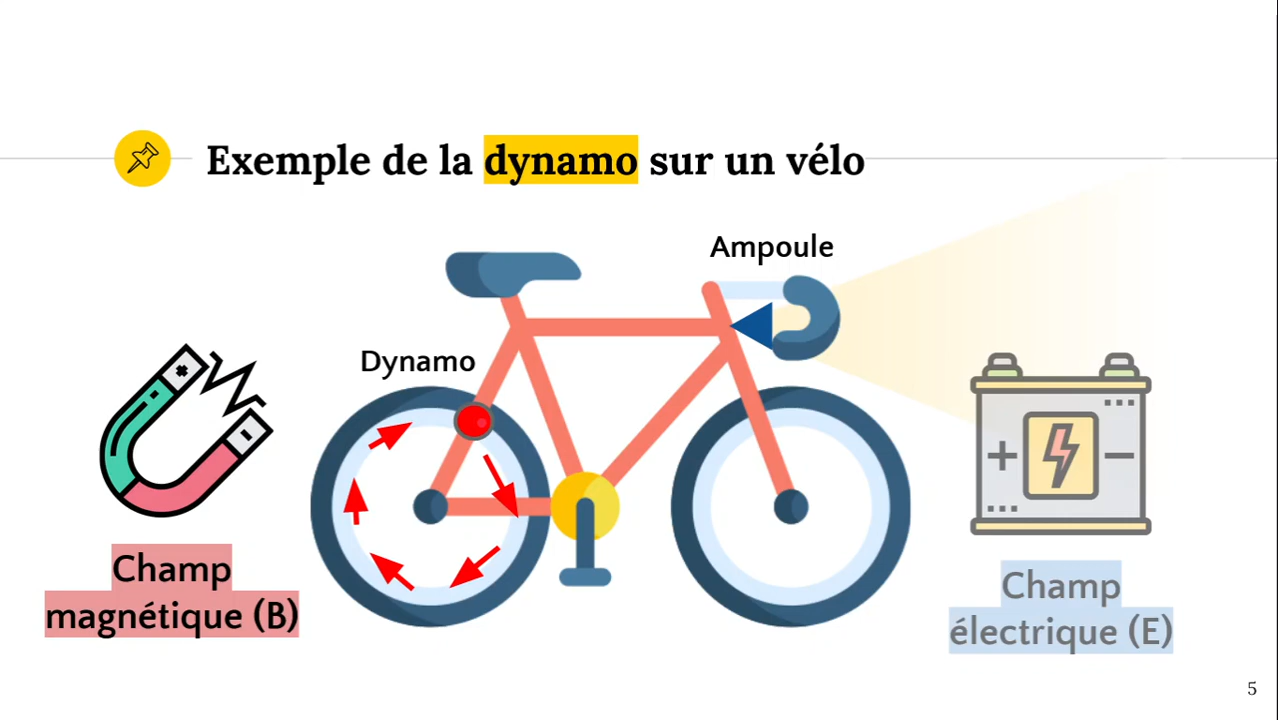 Exemple de la dynamo sur un vélo
Ampoule
Dynamo
Champ
magnétique (B)
Champ
électrique (E)
5